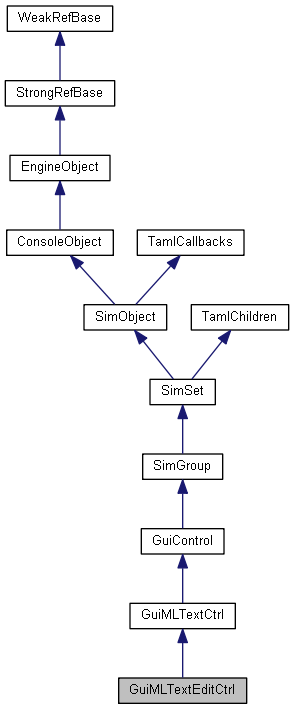 WeakRefBase
StrongRefBase
EngineObject
ConsoleObject
TamlCallbacks
SimObject
TamlChildren
SimSet
SimGroup
GuiControl
GuiMLTextCtrl
GuiMLTextEditCtrl